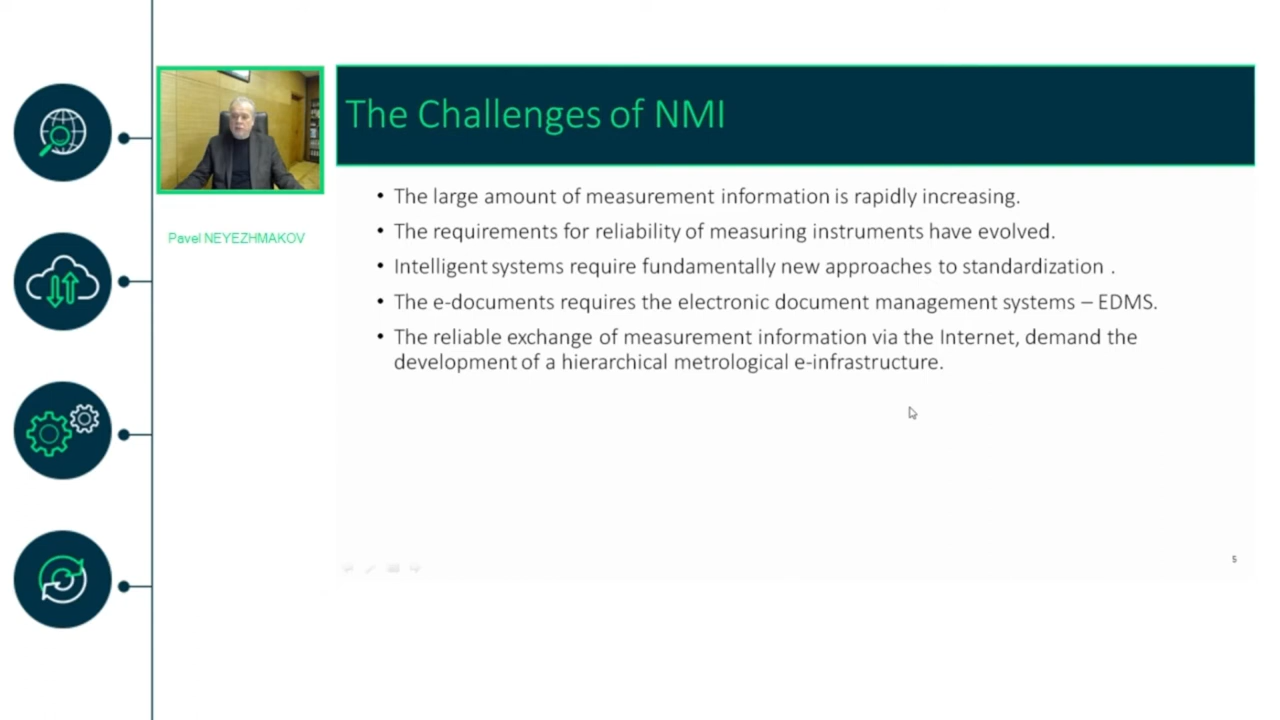 The Challenges of NMI
Pavel NEYEZHMAKOV
• The large amount of measurement information is rapidly increasing.
• The requirements for reliability of measuring instruments have evolved.
• Intelligent systems require fundamentally new approaches to standardization .
• The e-documents requires the electronic document management systems – EDMS.
• The reliable exchange of measurement information via the Internet, demand the
development of a hierarchical metrological e-infrastructure.
5